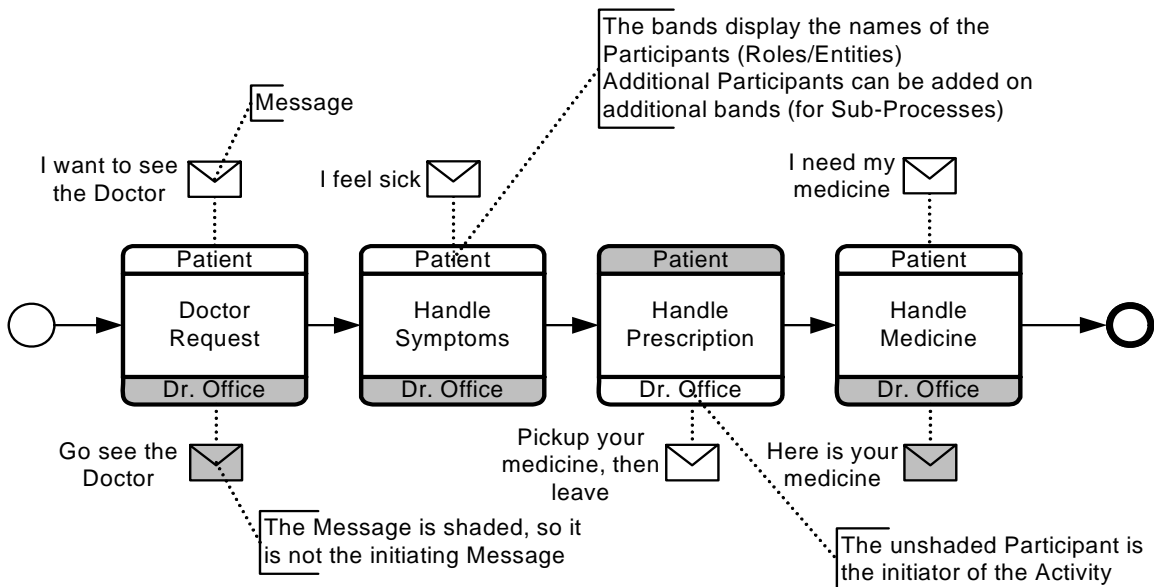 The bands display the names of the
Participants (Roles/Entities)
Additional Participants can be added on
additional bands (for Sub-Processes)
Message
I want to see
the Doctor
I feel sick
I need my
medicine
Patient
Doctor
Request
Dr. Office
Patient
Handle
Symptoms
Dr. Office
Patient
Handle
Prescription
Dr. Office
Patient
Handle
Medicine
Dr. Office
Go see the
Doctor
Pickup your
medicine, then
leave
Here is your
medicine
The Message is shaded, so it
is not the initiating Message
The unshaded Participant is
the initiator of the Activity